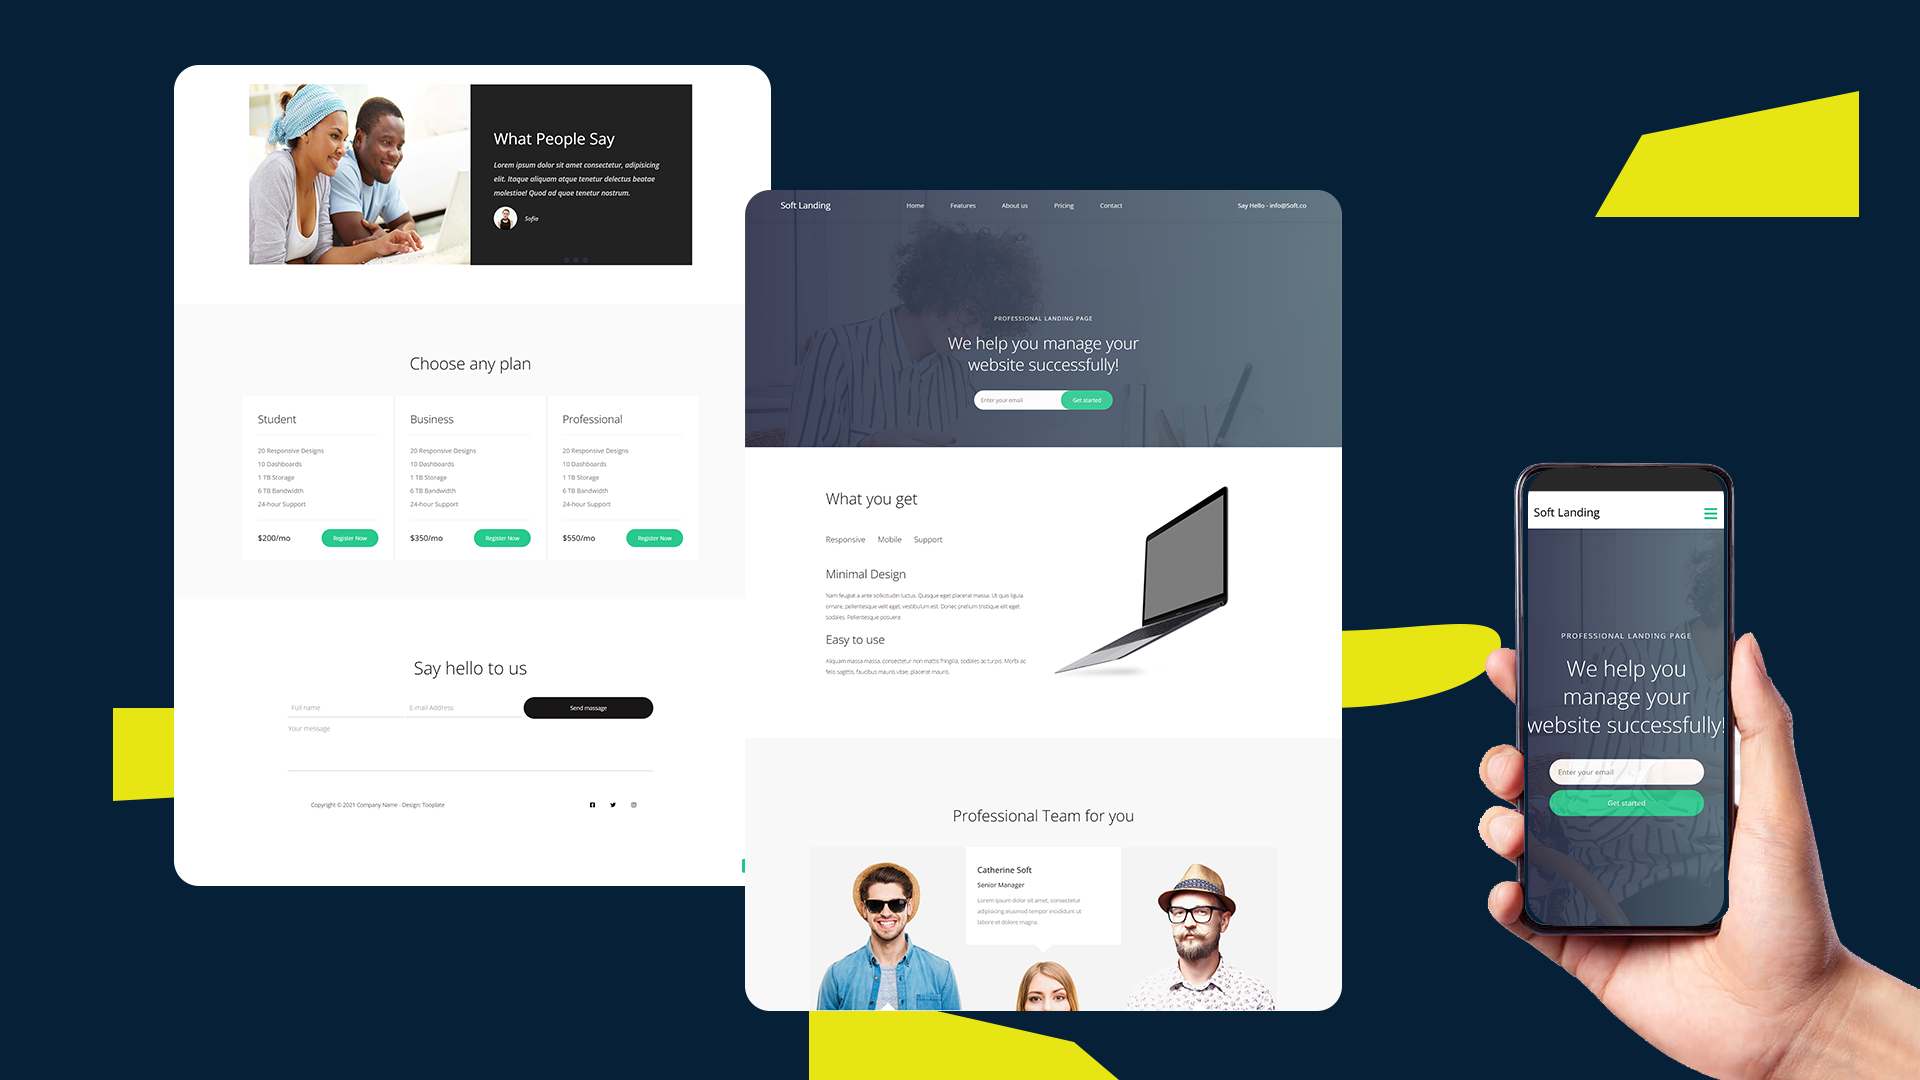 What People Say
Lorem ipsum dolor sit amet consectetur, adipisicing
elit. Itaque aliquam atque tenetur delectus beatae
molestiae! Quod ad quae tenetur nostrum.
Sofia
Choose any plan
Student
20 Responsive Designs
10 Dashboards
1 TB Storage
6 TB Bandwidth
24-hour Support
$200/mo
Register Now
Business
20 Responsive Designs
10 Dashboards
1 TB Storage
6 TB Bandwidth
24-hour Support
$350/mo
Register Now
Professional
20 Responsive Designs
10 Dashboards
1 TB Storage
6 TB Bandwidth
24-hour Support
$550/mo
Register Now
Say hello to us
Full name
E-mail Address
Send massage
Your message
Copyright © 2021 Company Name - Design: Tooplate
Soft Landing
Home
Features
About us
Pricing
Contact
Say Hello - info@Soft.co
PROFESSIONAL LANDING PAGE
We help you manage your
website successfully!
Enter your email
Get started
What you get
Responsive
Mobile
Support
Minimal Design
Nam feugiat a ante sollicitudin luctus. Quisque eget placerat massa. Ut quis ligula
ornare, pellentesque velit eget, vestibulum est. Donec pretium tristique elit eget
sodales. Pellentesque posuere.
Easy to use
Aliquam massa massa, consectetur non mattis fringilla, sodales ac turpis. Morbi ac
felis sagittis, faucibus mauris vitae, placerat mauris.
Professional Team for you
Catherine Soft
Senior Manager
Lorem ipsum dolor sit amet, consectetur
adipisicing eiusmod tempor incididunt ut
labore et dolore magna.
Soft Landing
PROFESSIONAL LANDING PAGE
We help you
manage your
website successfully!
Enter your email
Get started